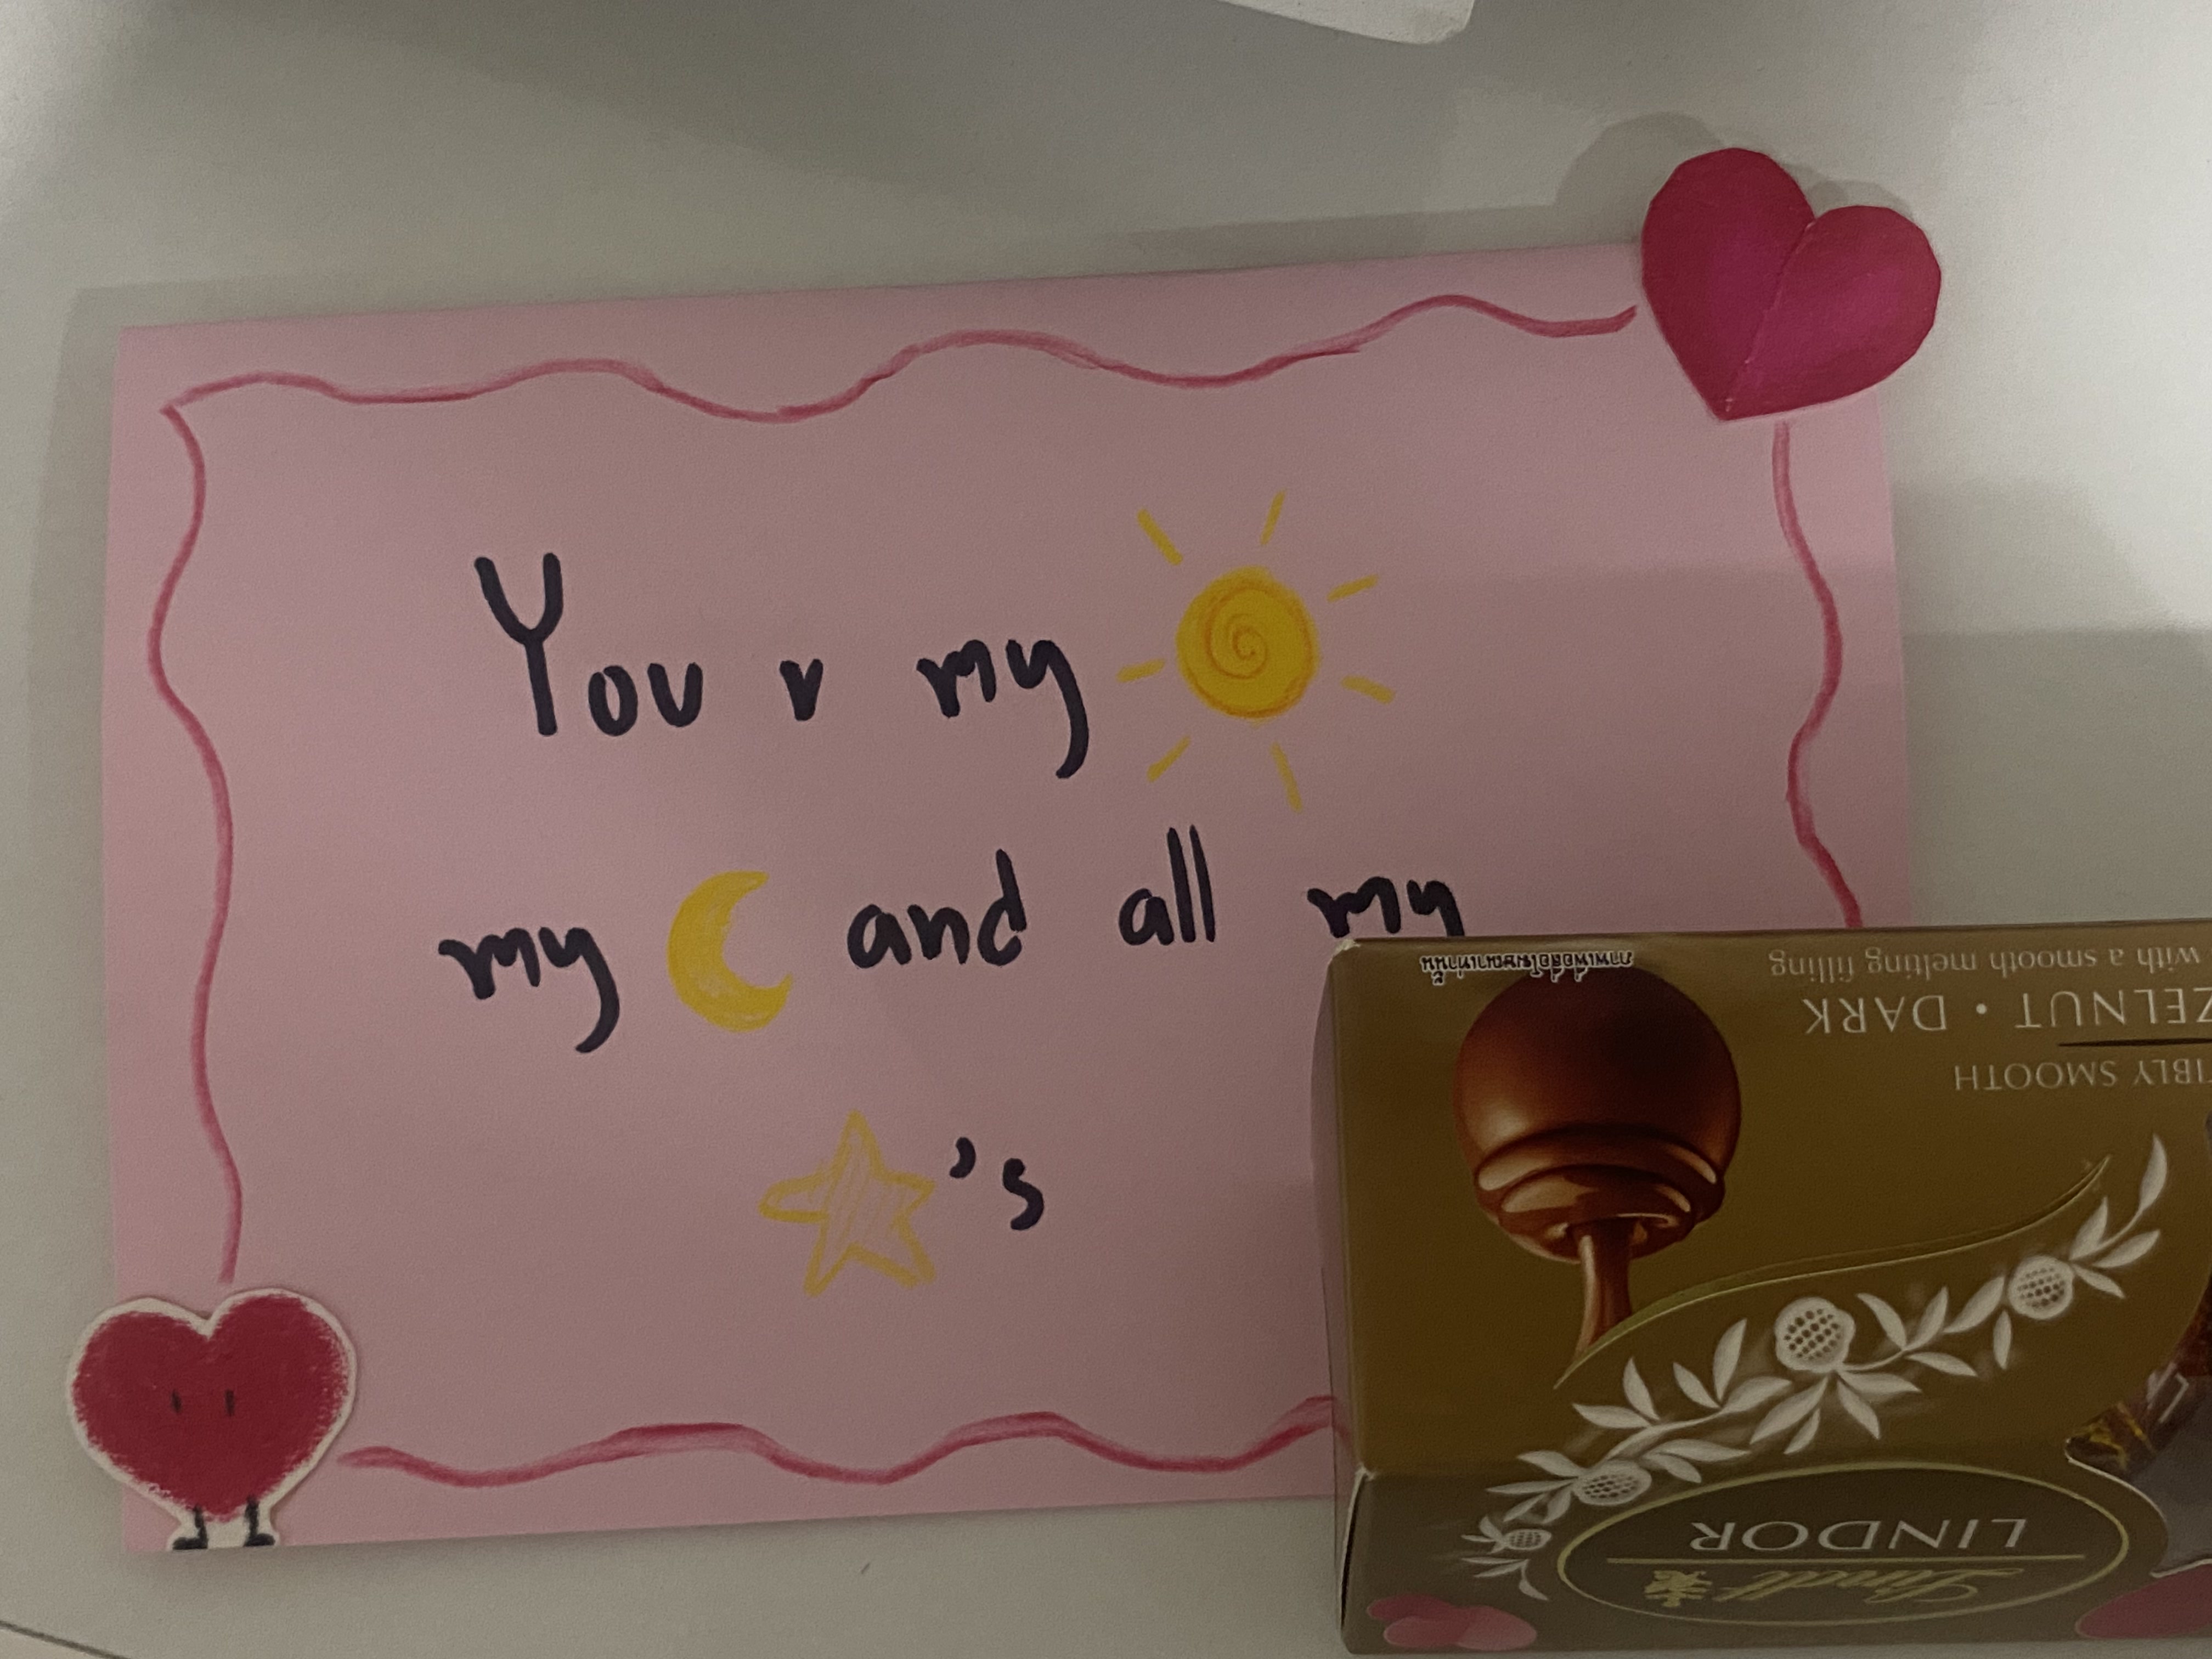 You r my
my and all my
's
Lindt
LINDOR
IBLY SMOOTH
ZELNUT • DARK
with a smooth melting filling
ภาพเพื่อสื่อโฆษณาเท่านั้น